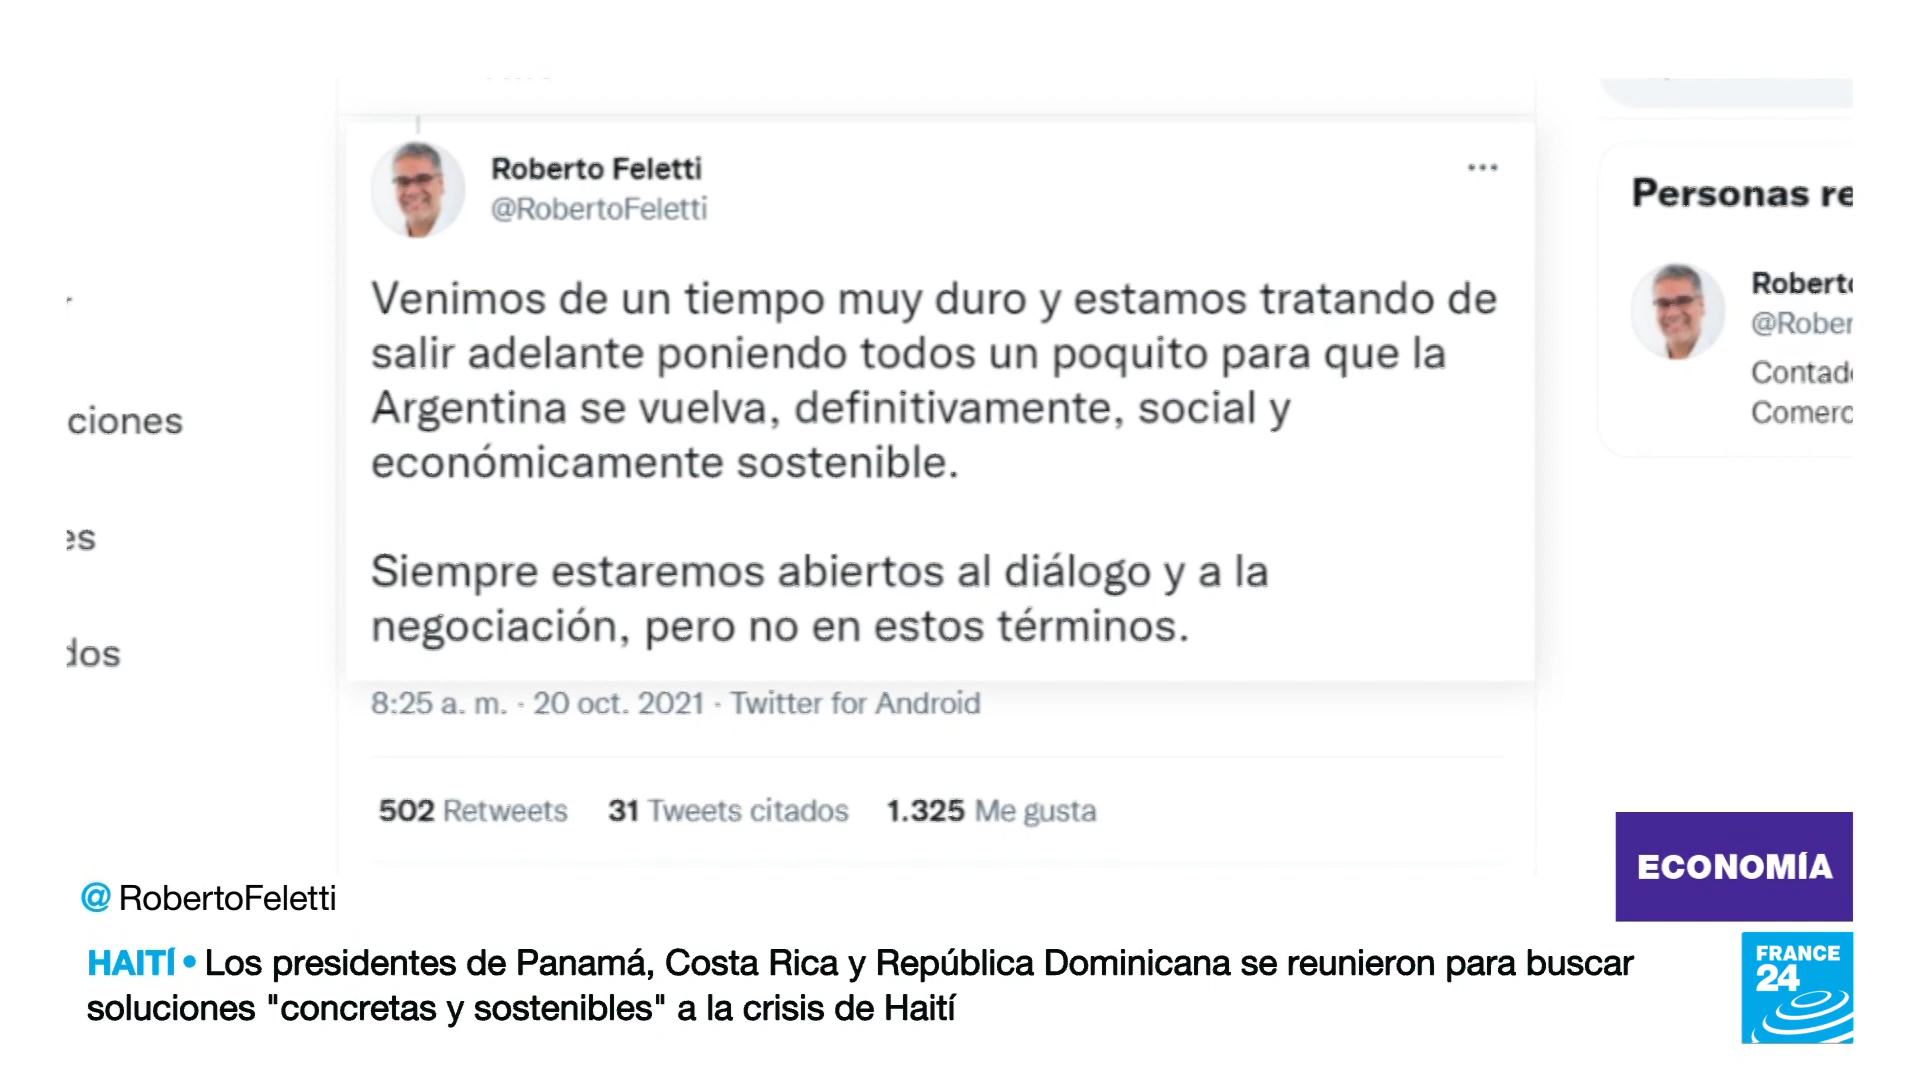 Roberto Feletti
@RobertoFeletti
Venimos de un tiempo muy duro y estamos tratando de
salir adelante poniendo todos un poquito para que la
Argentina se vuelva, definitivamente, social y
económicamente sostenible.
Siempre estaremos abiertos al diálogo y a la
negociación, pero no en estos términos.
8:25 a. m. · 20 oct. 2021 · Twitter for Android
502 Retweets 31 Tweets citados 1.325 Me gusta
ciones
es
dos
Personas re
Roberto
@Rober
Contad
Comerc
ECONOMÍA
@ RobertoFeletti
HAITÍ • Los presidentes de Panamá, Costa Rica y República Dominicana se reunieron para buscar
soluciones "concretas y sostenibles" a la crisis de Haití
FRANCE
24